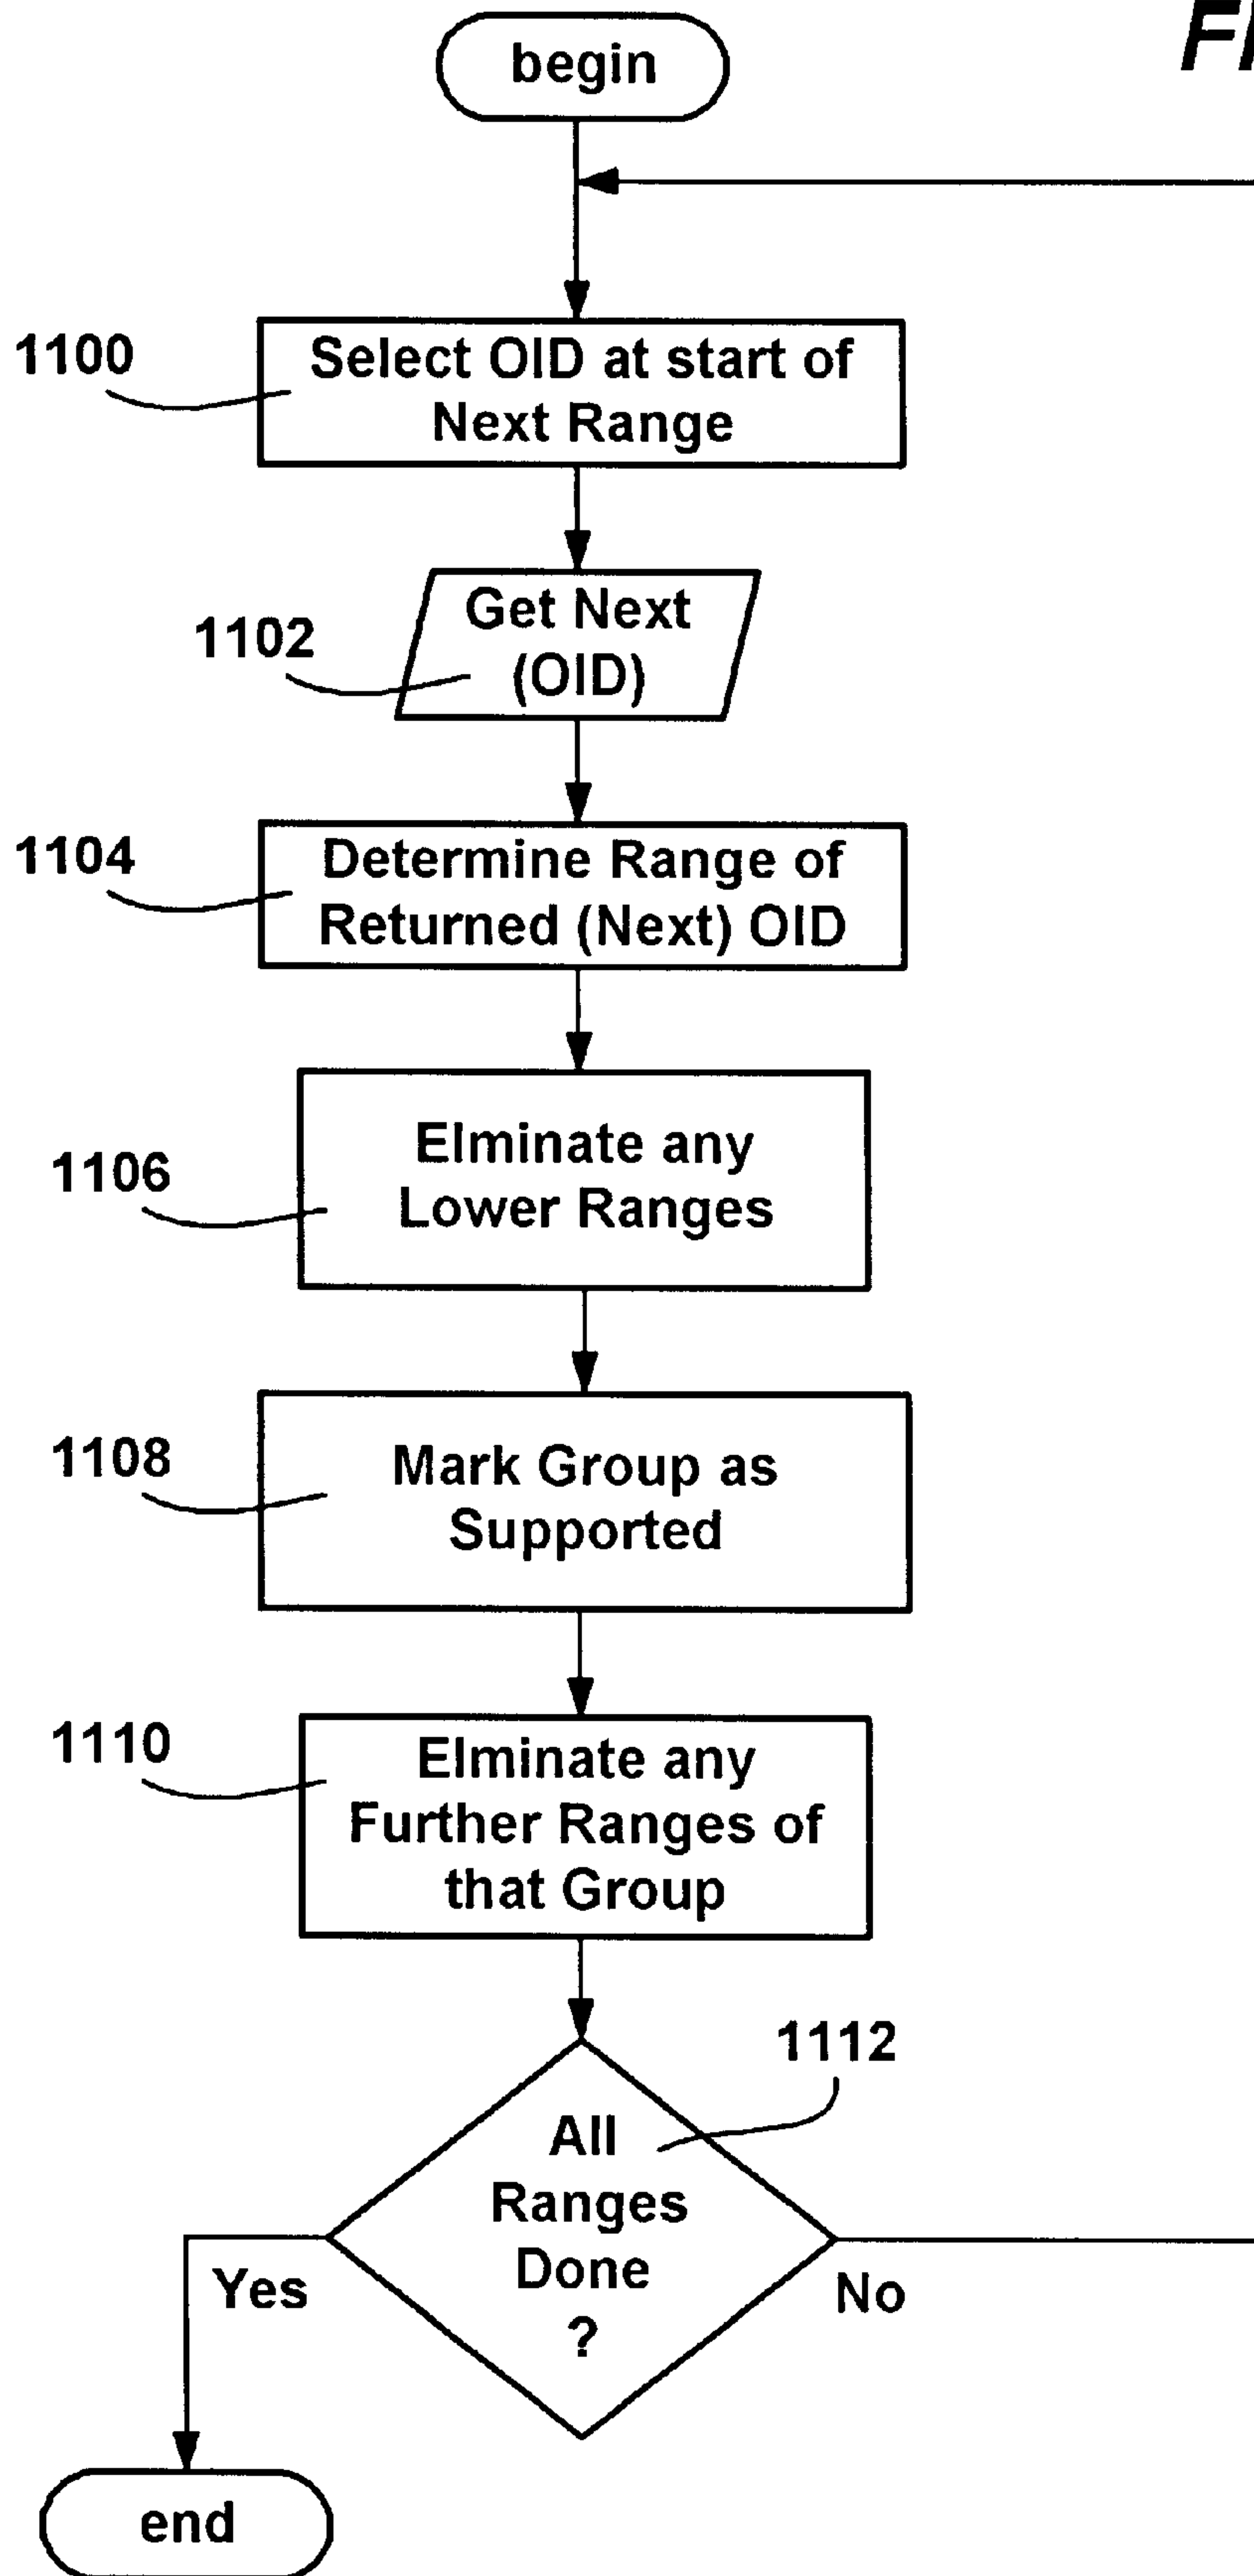 begin
1100
Select OID at start of
Next Range
1102
Get Next
(OID)
1104
Determine Range of
Returned (Next) OID
1106
Elminate any
Lower Ranges
1108
Mark Group as
Supported
1110
Elminate any
Further Ranges of
that Group
1112
All
Ranges
Done
?
Yes
No
end